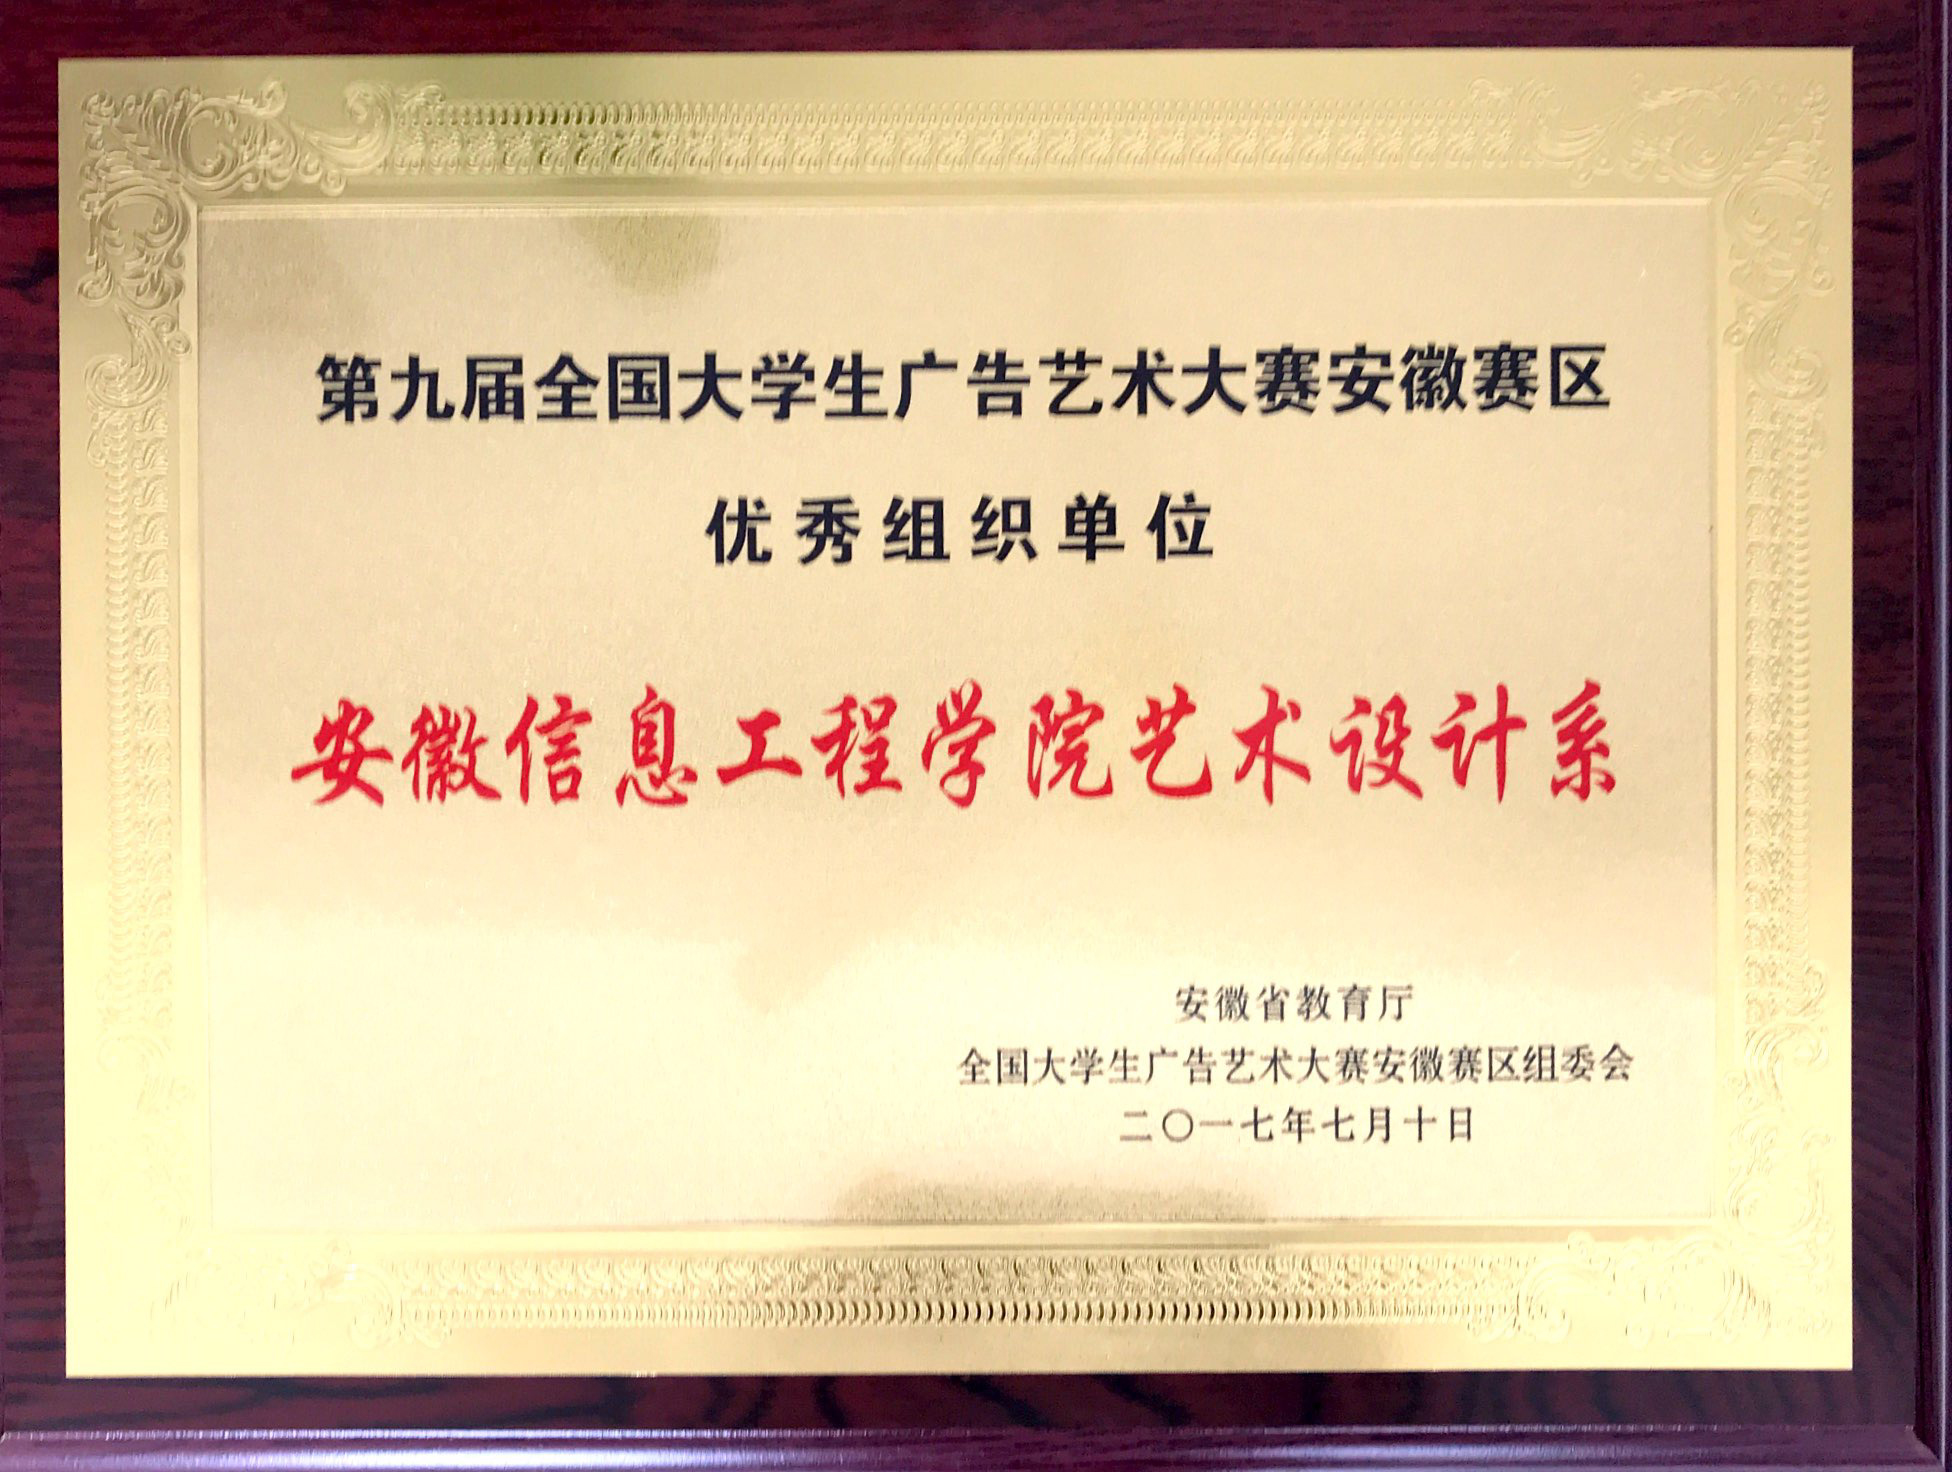 第九届全国大学生广告艺术大赛安徽赛区
优秀组织单位
安徽信息工程学院艺术设计系
安徽省教育厅
全国大学生广告艺术大赛安徽赛区组委会
二〇一七年七月十日